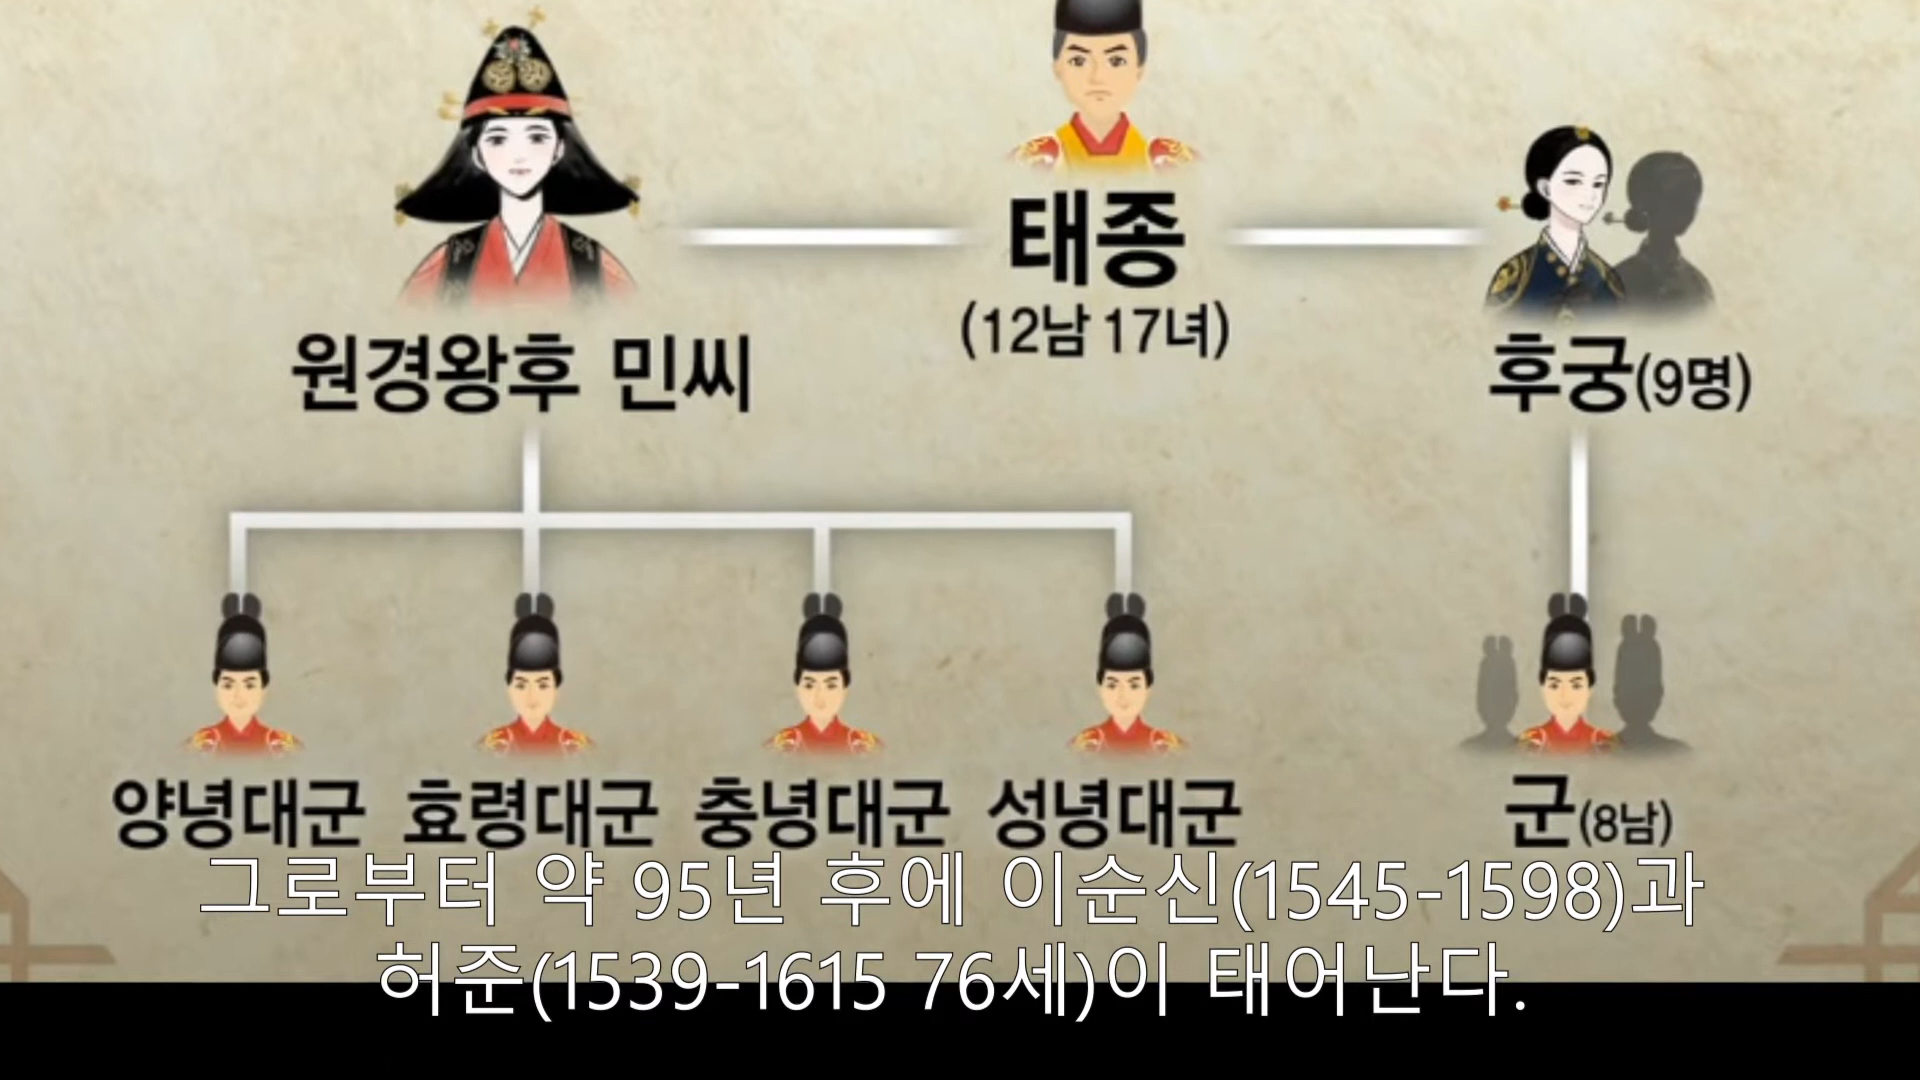 태종
(12남 17녀)
원경왕후 민씨
후궁(9명)
양녕대군 효령대군 충녕대군 성녕대군 군(8남)
그로부터 약 95년 후에 이순신(1545-1598)과
허준(1539-1615 76세)이 태어난다.